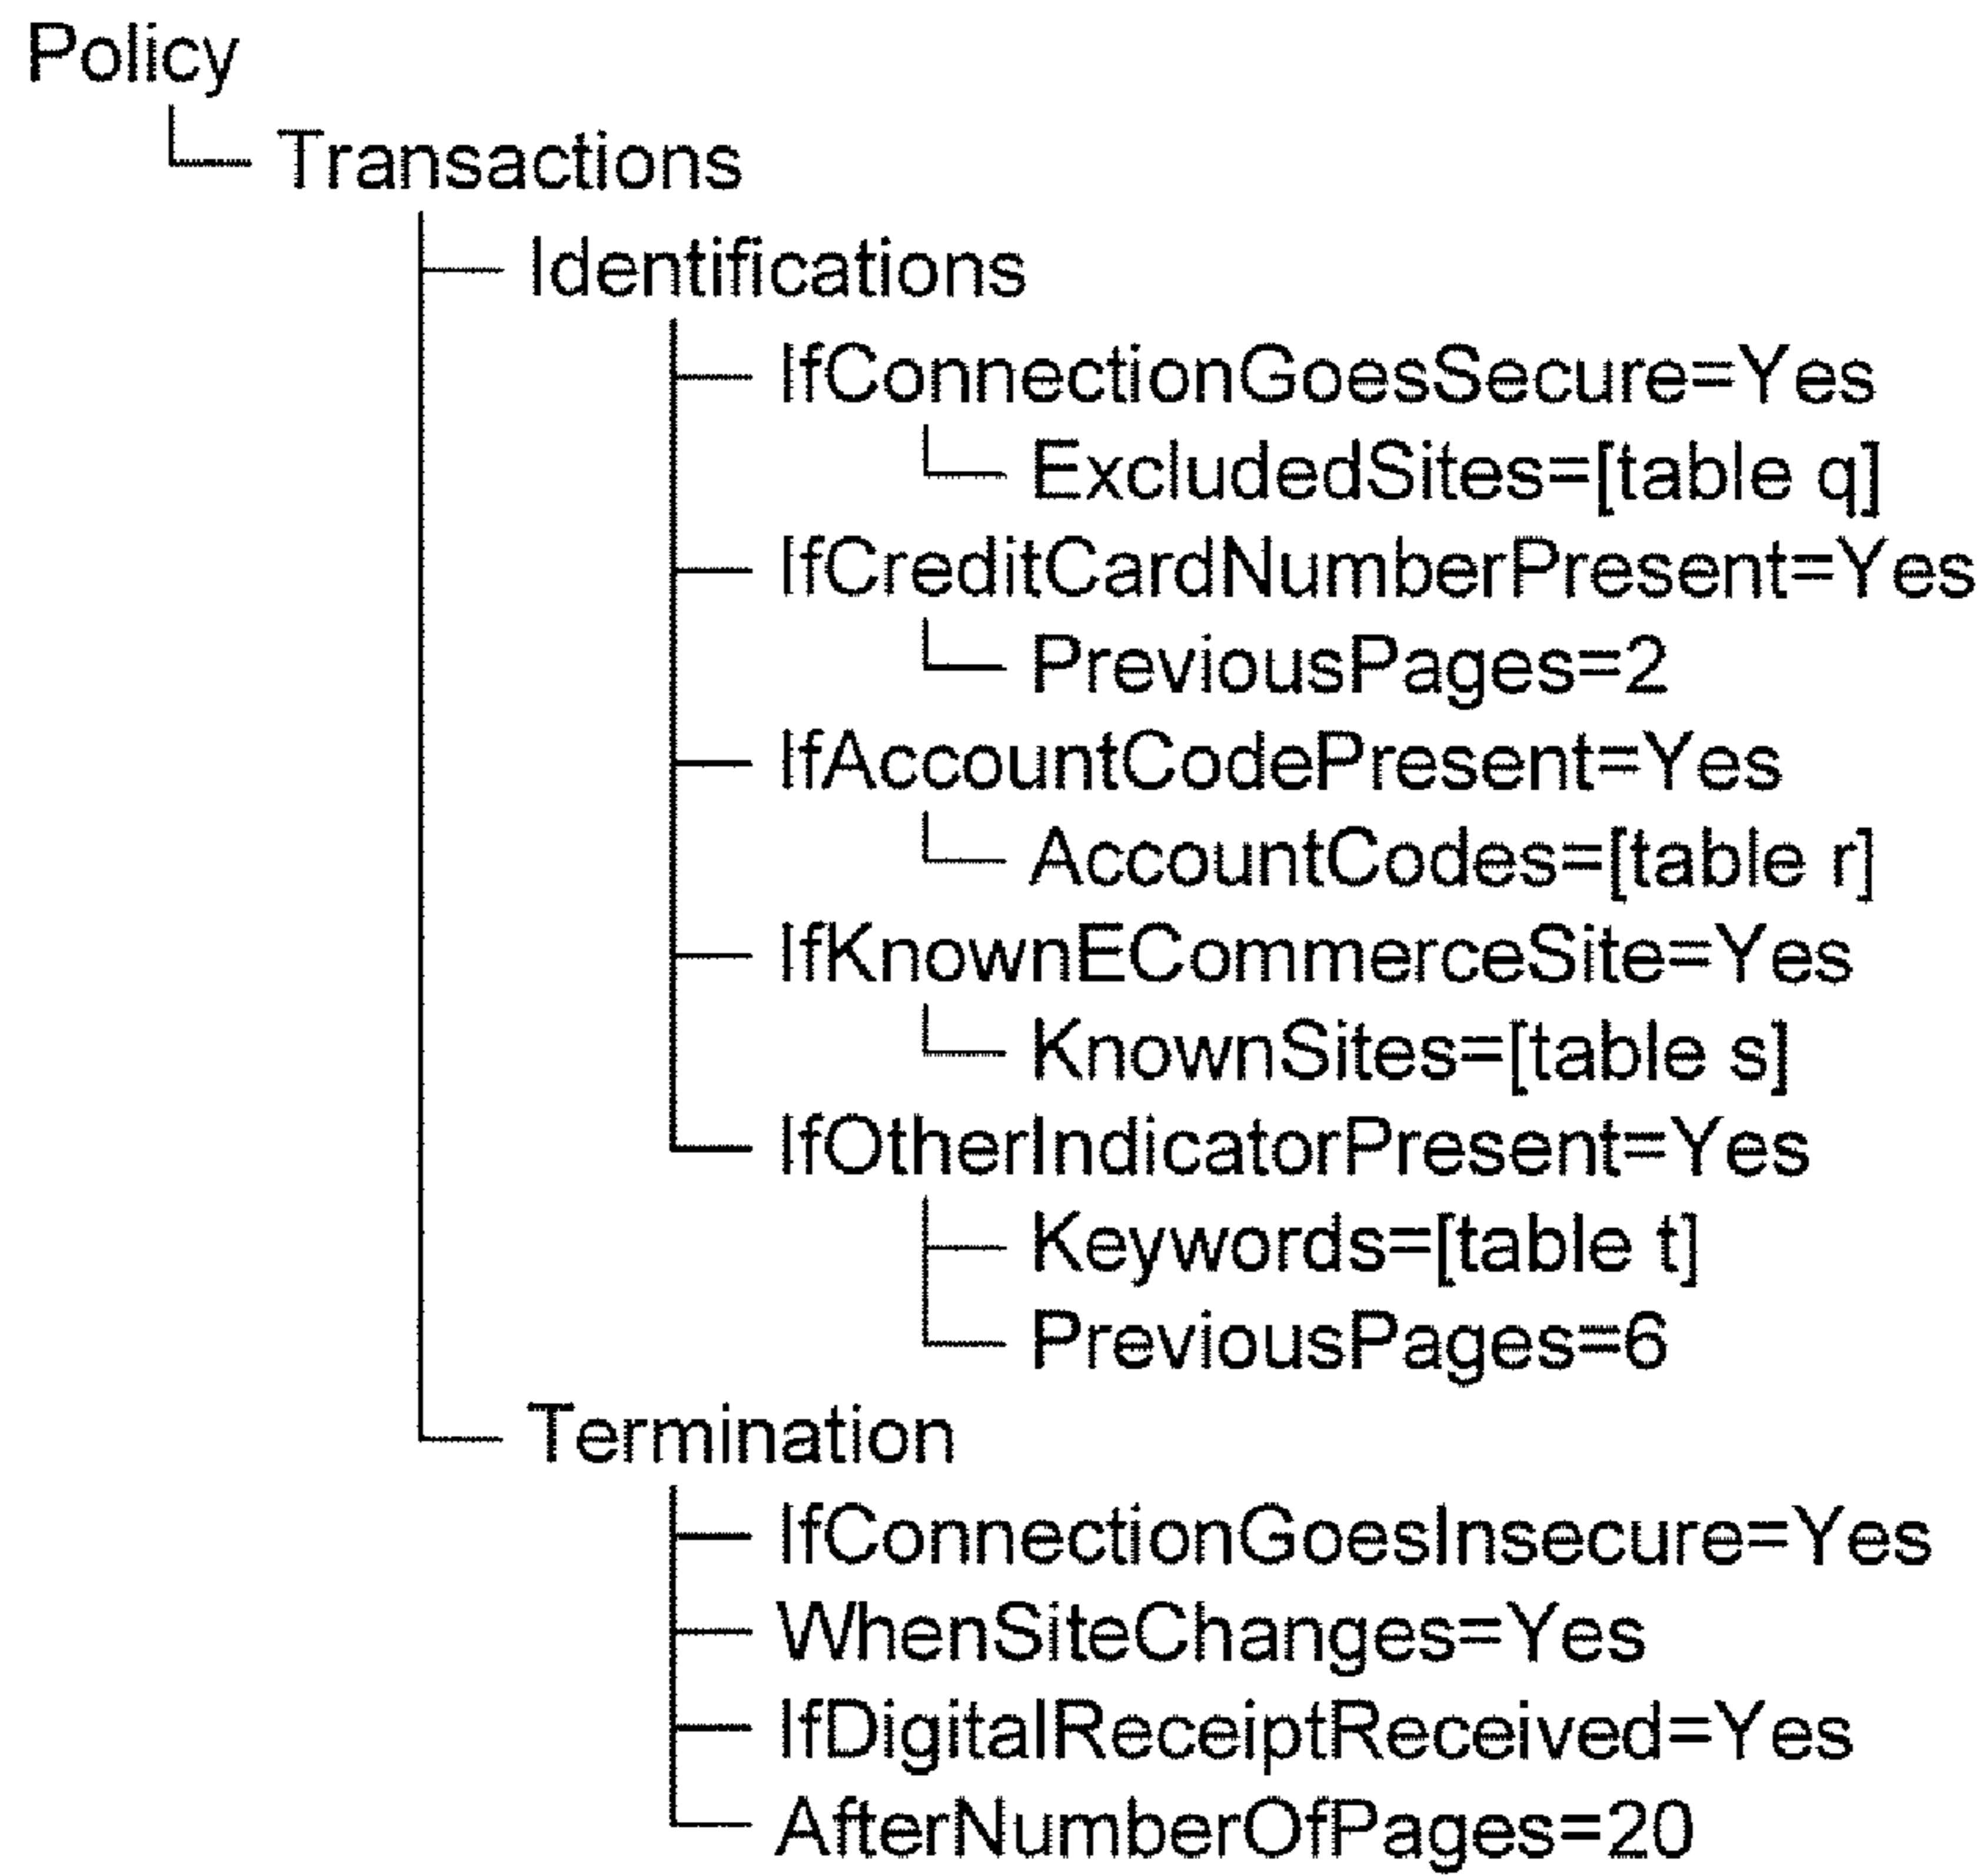 Policy
Transactions
Identifications
IfConnectionGoesSecure=Yes
ExcludedSites=[table q]
IfCreditCardNumberPresent=Yes
PreviousPages=2
IfAccountCodePresent=Yes
AccountCodes=[table r]
IfKnownECommerceSite=Yes
KnownSites=[table s]
IfOtherIndicatorPresent=Yes
Keywords=[table t]
PreviousPages=6
Termination
IfConnectionGoesInsecure=Yes
WhenSiteChanges=Yes
IfDigitalReceiptReceived=Yes
AfterNumberOfPages=20